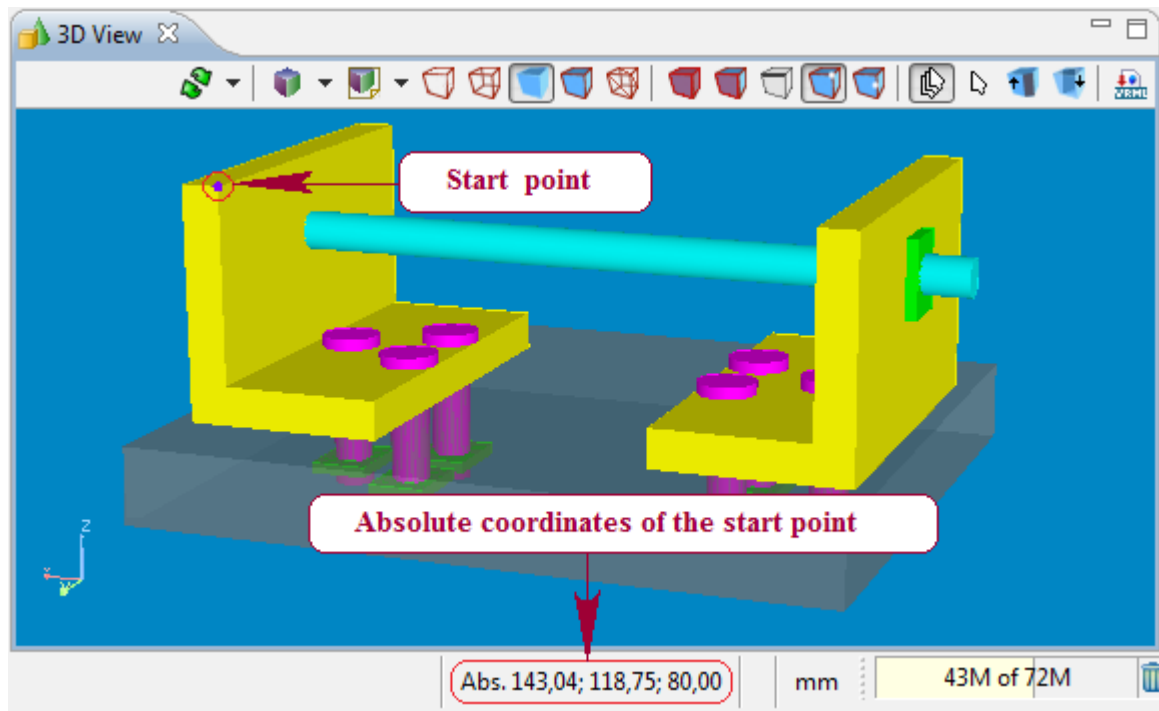 3D View
VRML
Start point
Absolute coordinates of the start point
z
Abs. 143,04; 118,75; 80,00
mm
43M of 72M